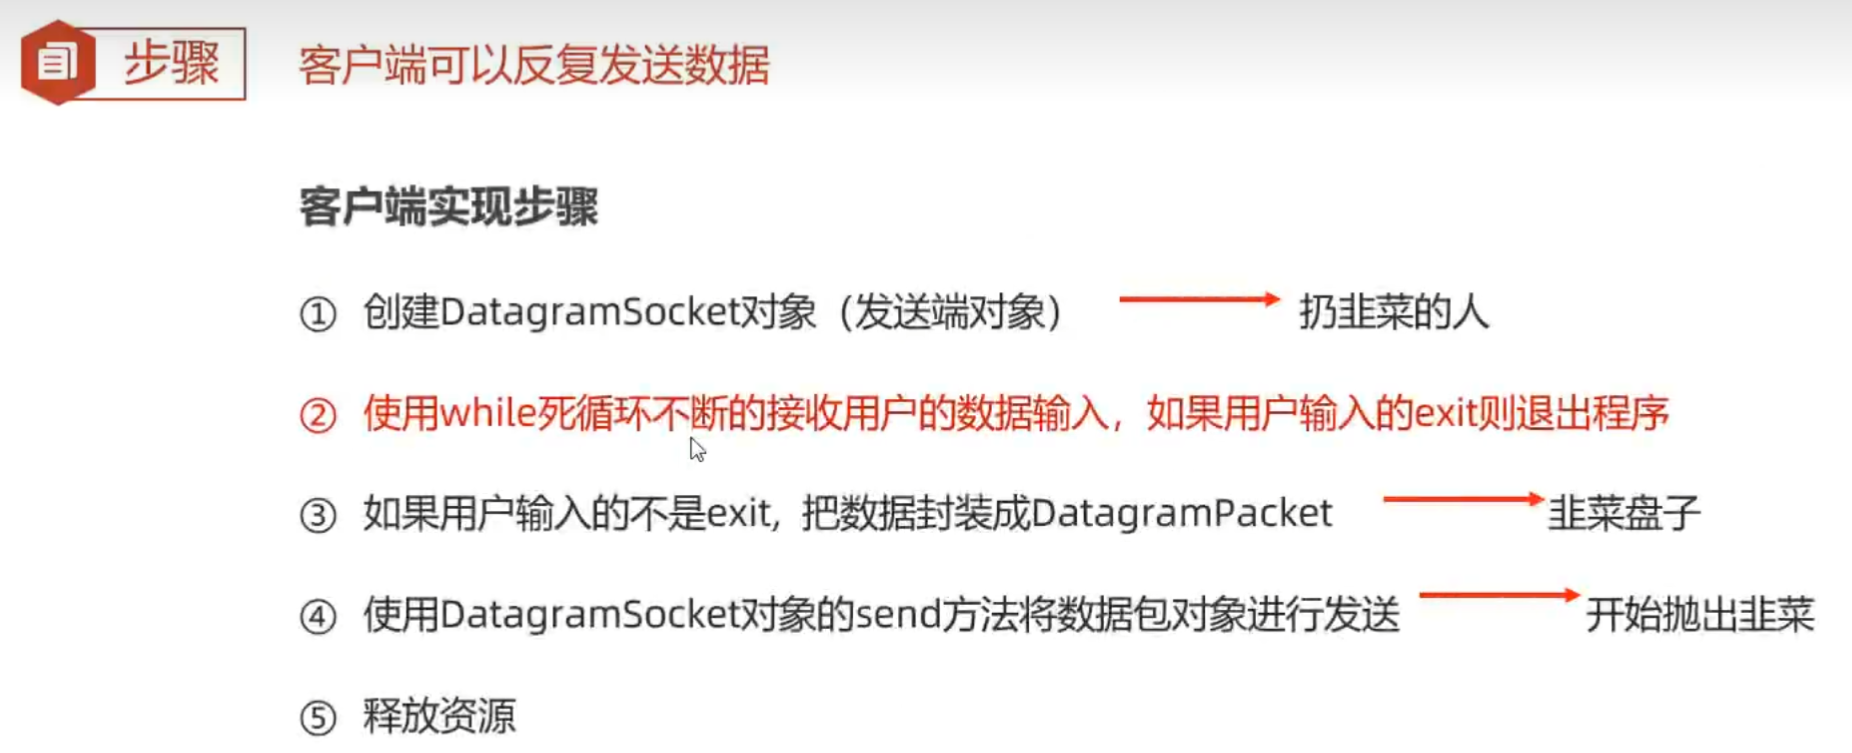 步骤 客户端可以反复发送数据
客户端实现步骤
① 创建DatagramSocket对象（发送端对象） 扔韭菜的人
② 使用while死循环不断的接收用户的数据输入，如果用户输入的exit则退出程序
③ 如果用户输入的不是exit, 把数据封装成DatagramPacket 韭菜盘子
④ 使用DatagramSocket对象的send方法将数据包对象进行发送 开始抛出韭菜
⑤ 释放资源